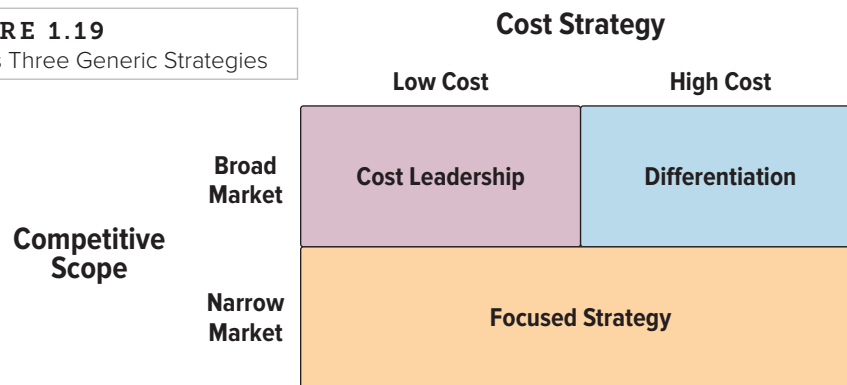 RE 1.19
s Three Generic Strategies
Cost Strategy
Low Cost
High Cost
Broad
Market
Cost Leadership
Differentiation
Competitive
Scope
Narrow
Market
Focused Strategy